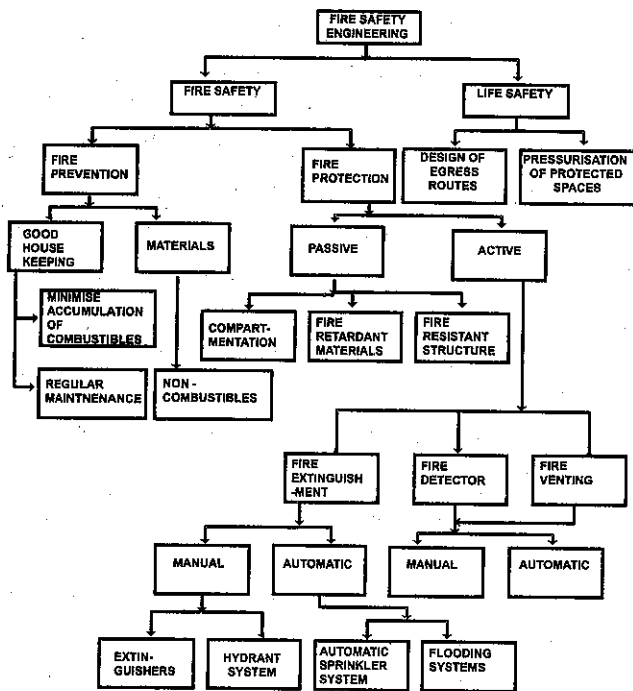 FIRE SAFETY
ENGINEERING
FIRE SAFETY
LIFE SAFETY
FIRE
PREVENTION
FIRE
PROTECTION
DESIGN OF
EGRESS
ROUTES
PRESSURISATION
OF PROTECTED
SPACES
GOOD
HOUSE
KEEPING
MATERIALS
PASSIVE
ACTIVE
MINIMISE
ACCUMULATION
OF
COMBUSTIBLES
COMPART-
MENTATION
FIRE
RETARDANT
MATERIALS
FIRE
RESISTANT
STRUCTURE
REGULAR
MAINTNENANCE
NON-
COMBUSTIBLES
FIRE
EXTINGUISH
-MENT
FIRE
DETECTOR
FIRE
VENTING
MANUAL
AUTOMATIC
MANUAL
AUTOMATIC
EXTIN-
GUISHERS
HYDRANT
SYSTEM
AUTOMATIC
SPRINKLER
SYSTEM
FLOODING
SYSTEMS